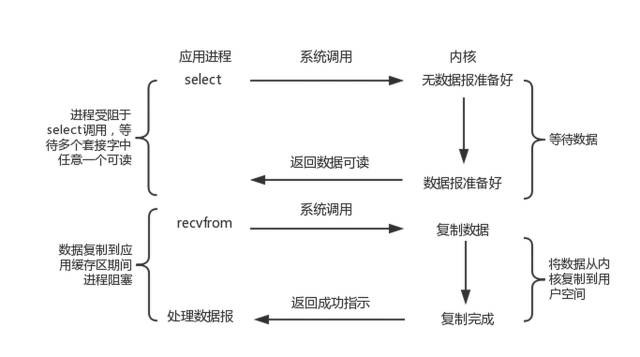 应用进程 系统调用 内核
select 无数据报准备好
进程受阻于
select调用，等
待多个套接字中
任意一个可读
等待数据
返回数据可读
数据报准备好
系统调用
recvfrom 复制数据
数据复制到应
用缓存区期间
进程阻塞
将数据从内
核复制到用
户空间
返回成功指示
处理数据报 复制完成